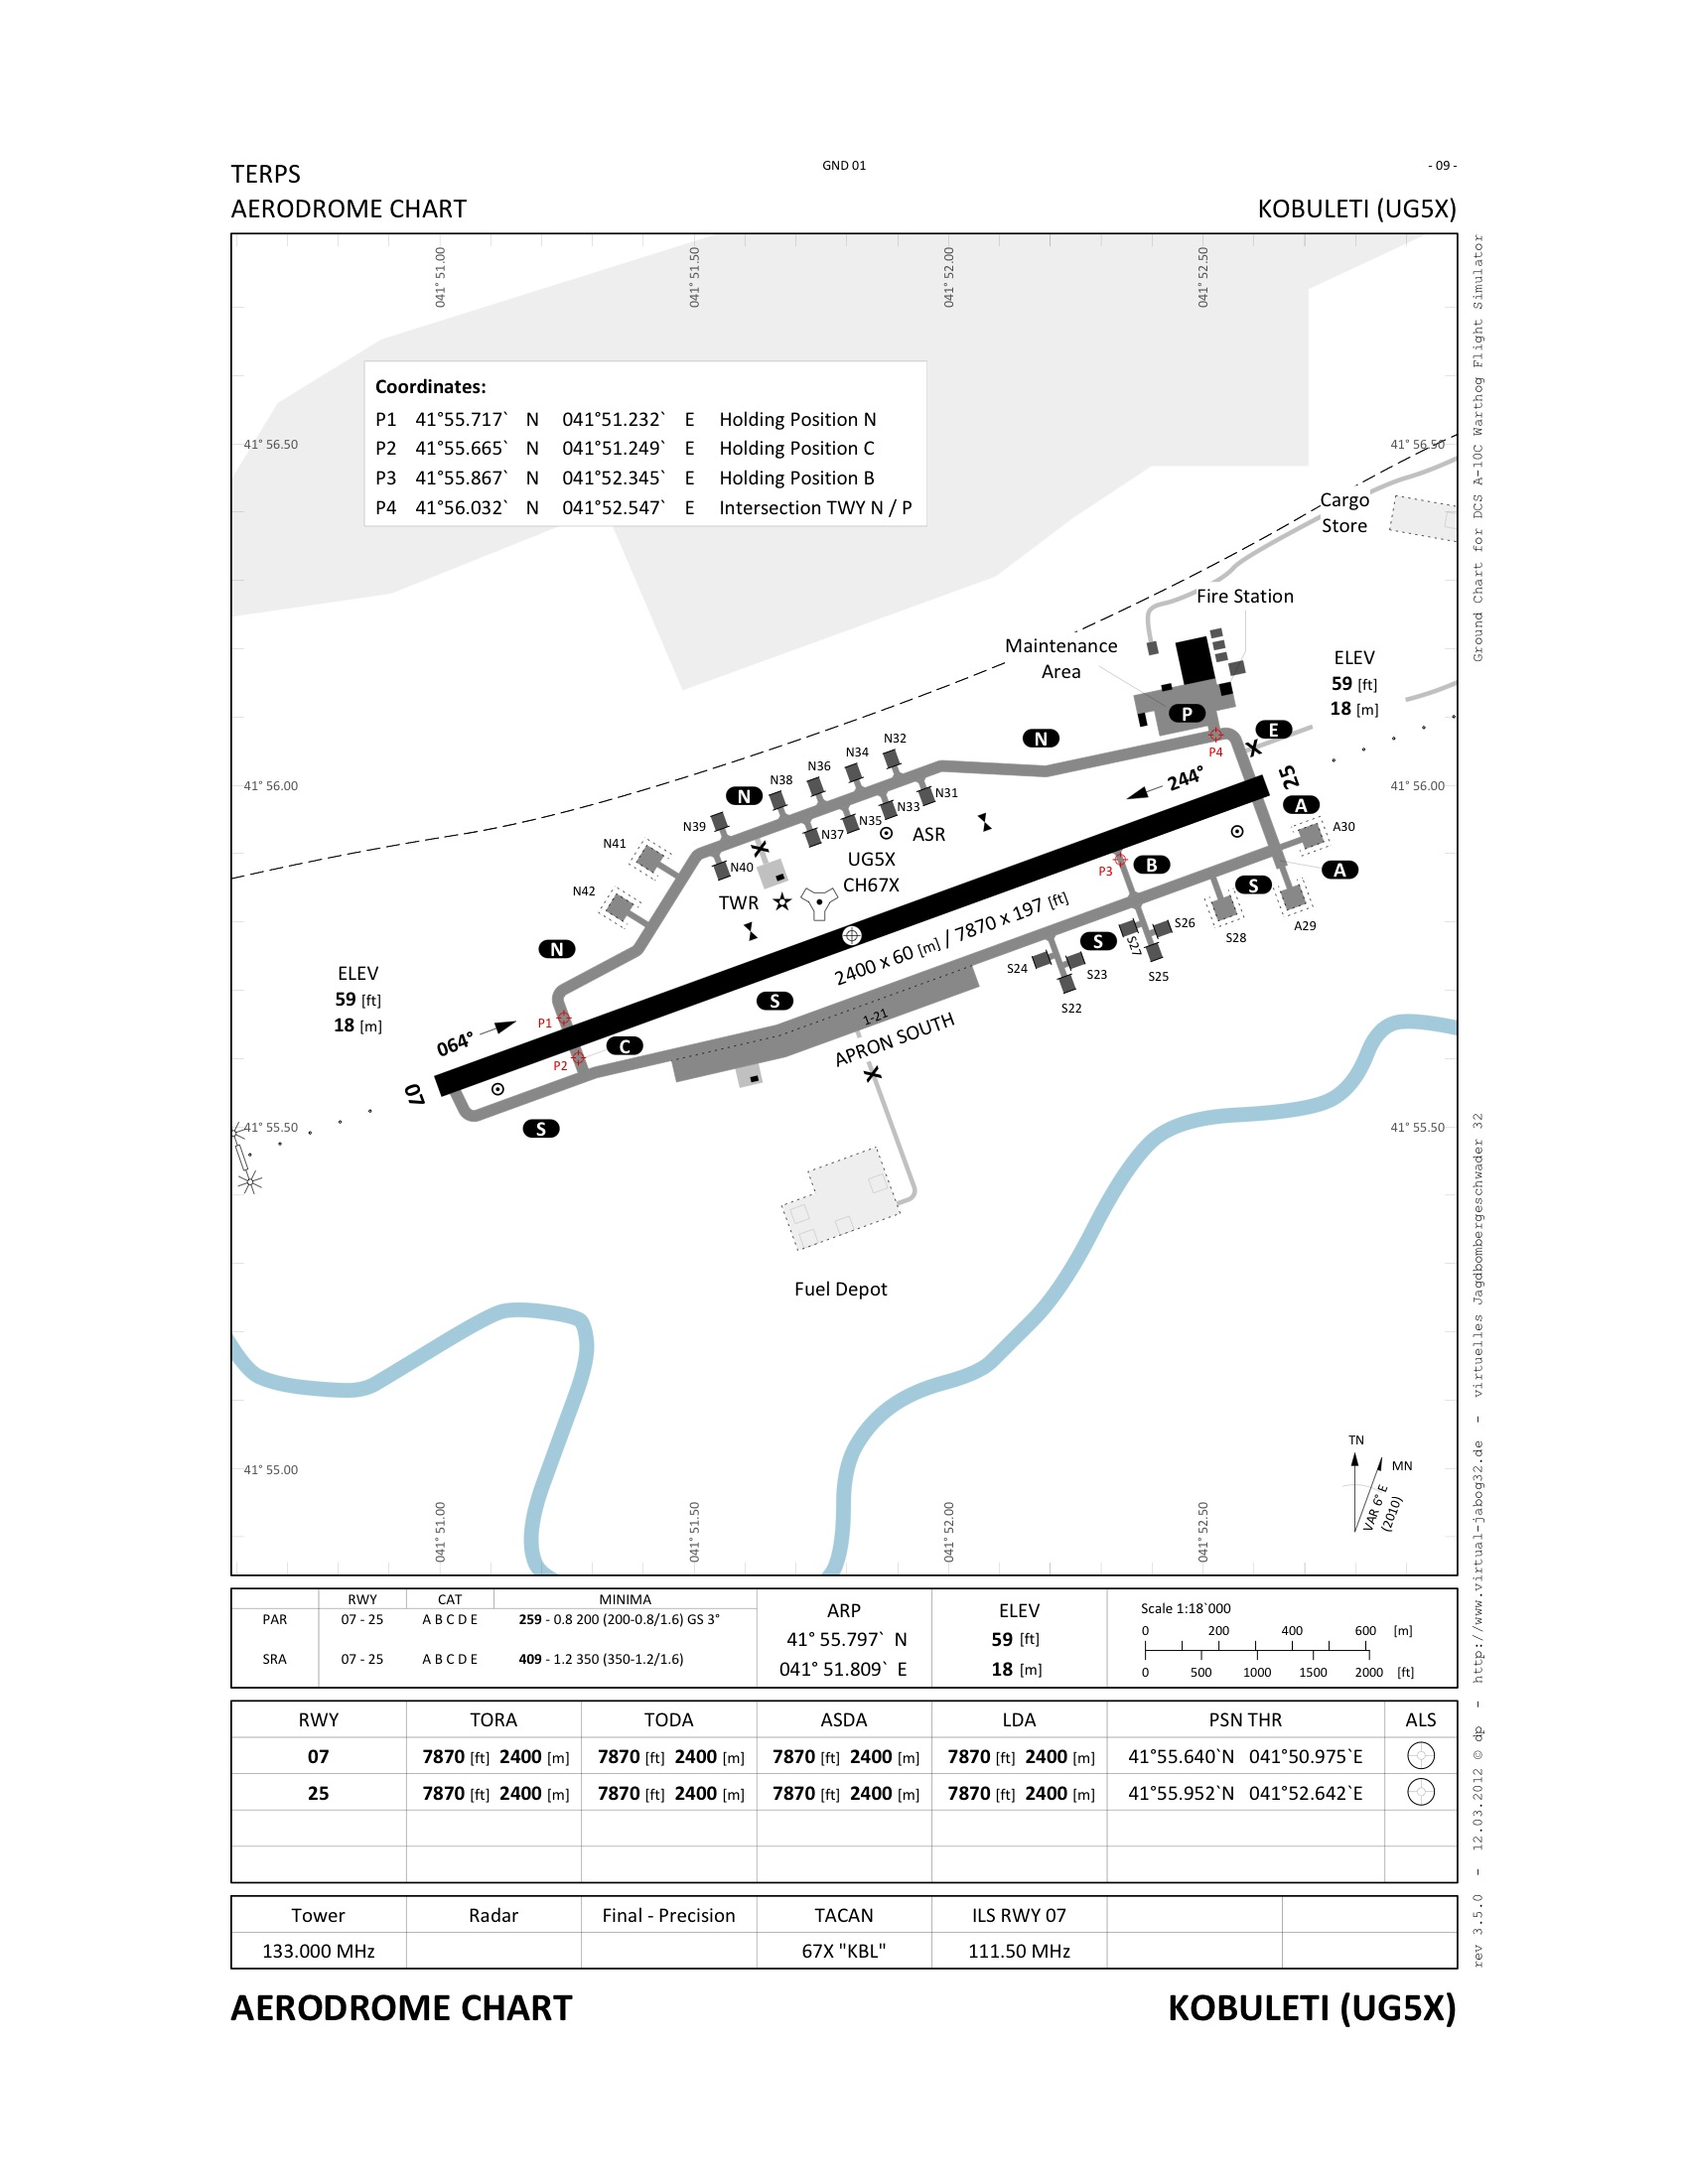 TERPS
GND 01
- 09 -
AERODROME CHART
KOBULETI (UG5X)
041° 51.00
041° 51.50
041° 52.00
041° 52.50
Coordinates:
P1 41°55.717` N 041°51.232` E Holding Position N
P2 41°55.665` N 041°51.249` E Holding Position C
P3 41°55.867` N 041°52.345` E Holding Position B
P4 41°56.032` N 041°52.547` E Intersection TWY N / P
41° 56.50
41° 56.50
Cargo
Store
Fire Station
Maintenance
Area
ELEV
59 [ft]
18 [m]
P
E
N
P4
N32
N34
N36
N38
N
N39
N31
N33
N35
N37
N40
N41
N42
41° 56.00
41° 56.00
244°
25
A
A30
ASR
UG5X
CH67X
TWR
P3
B
A
S
A29
S28
S26
S27
S25
S
S24
S23
S22
2400 x 60 [m] / 7870 x 197 [ft]
N
ELEV
59 [ft]
18 [m]
S
1-21
APRON SOUTH
P1
064°
C
P2
07
S
41° 55.50
41° 55.50
Fuel Depot
41° 55.00
TN
MN
VAR 6° E
(2010)
041° 51.00
041° 51.50
041° 52.00
041° 52.50
Ground Chart for DCS A-10C Warthog Flight Simulator
rev 3.5.0 - 12.03.2012 © dp - http://www.virtual-jabog32.de - virtuelles Jagdbombergeschwader 32
RWY CAT MINIMA
PAR 07 - 25 A B C D E 259 - 0.8 200 (200-0.8/1.6) GS 3°
SRA 07 - 25 A B C D E 409 - 1.2 350 (350-1.2/1.6)
ARP
41° 55.797` N
041° 51.809` E
ELEV
59 [ft]
18 [m]
Scale 1:18`000
0 200 400 600 [m]
0 500 1000 1500 2000 [ft]
RWY TORA TODA ASDA LDA PSN THR ALS
07 7870 [ft] 2400 [m] 7870 [ft] 2400 [m] 7870 [ft] 2400 [m] 7870 [ft] 2400 [m] 41°55.640`N 041°50.975`E
25 7870 [ft] 2400 [m] 7870 [ft] 2400 [m] 7870 [ft] 2400 [m] 7870 [ft] 2400 [m] 41°55.952`N 041°52.642`E
Tower Radar Final - Precision TACAN ILS RWY 07
133.000 MHz 67X "KBL" 111.50 MHz
AERODROME CHART
KOBULETI (UG5X)